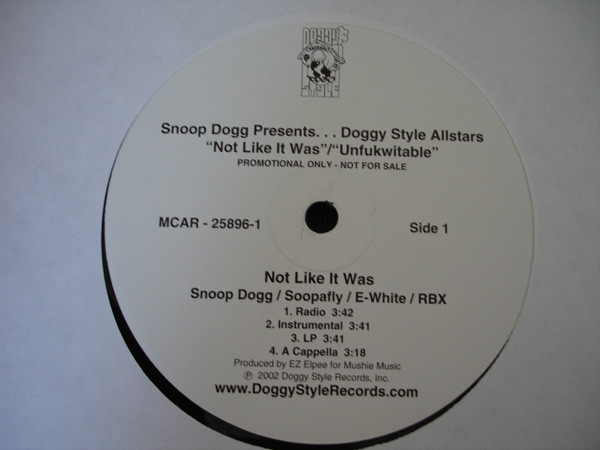 DOGGY
STYLE
Snoop Dogg Presents. . . Doggy Style Allstars
“Not Like It Was”/“Unfukwitable”
PROMOTIONAL ONLY - NOT FOR SALE
MCAR - 25896-1 Side 1
Not Like It Was
Snoop Dogg / Soopafly / E-White / RBX
1. Radio 3:42
2. Instrumental 3:41
3. LP 3:41
4. A Cappella 3:18
Produced by EZ Elpee for Mushie Music
℗ 2002 Doggy Style Records, Inc.
www.DoggyStyleRecords.com